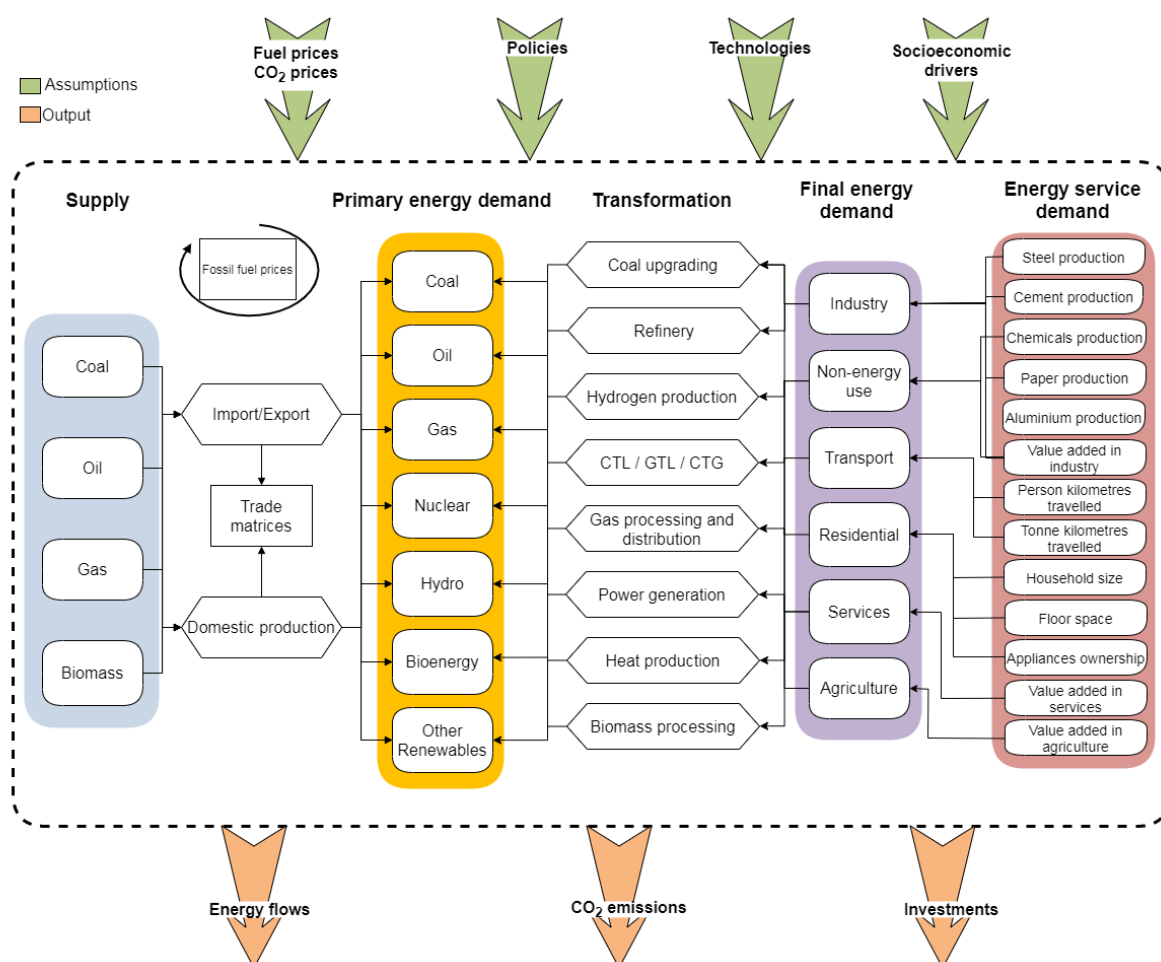 Fuel prices
CO₂ prices
Policies
Technologies
Socioeconomic
drivers
Assumptions
Output
Supply
Primary energy demand
Transformation
Final energy
demand
Energy service
demand
Fossil fuel prices
Coal
Oil
Gas
Biomass
Import/Export
Trade
matrices
Domestic production
Coal
Oil
Gas
Nuclear
Hydro
Bioenergy
Other
Renewables
Coal upgrading
Refinery
Hydrogen production
CTL / GTL / CTG
Gas processing and
distribution
Power generation
Heat production
Biomass processing
Industry
Non-energy
use
Transport
Residential
Services
Agriculture
Steel production
Cement production
Chemicals production
Paper production
Aluminium production
Value added in
industry
Person kilometres
travelled
Tonne kilometres
travelled
Household size
Floor space
Appliances ownership
Value added in
services
Value added in
agriculture
Energy flows
CO₂ emissions
Investments